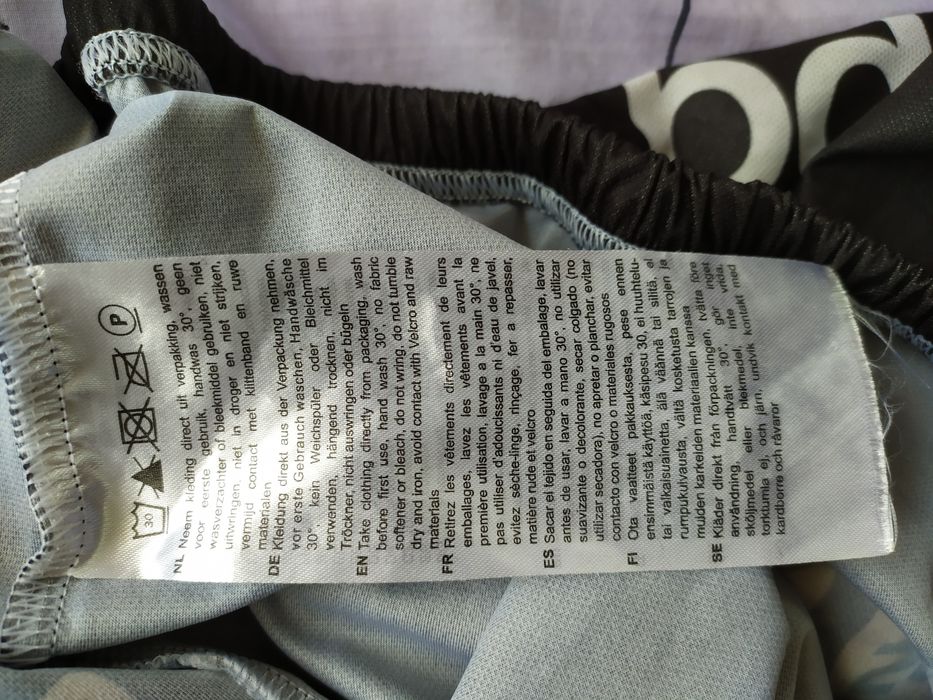 30 P
NL Neem kleding direct uit verpakking, wassen
voor eerste gebruik, handwas 30°, geen
wasverzachter of bleekmiddel gebruiken, niet
uitwringen, niet in droger en niet strijken,
vermijd contact met klittenband en en ruwe
materialen
DE Kleidung direkt aus der Verpackung nehmen,
vor erste Gebrauch waschen, Handwäsche
30° kein Weichspüler oder Bleichmittel
verwenden, hängend trocknen, nicht im
Tröckner, nicht auswringen oder bügeln
EN Take clothing directly from packaging, wash
before first use, hand wash 30°, no fabric
softener or bleach, do not wring, do not tumble
dry and iron, avoid contact with Velcro and raw
materials
FR Retirez les vêtements directement de leurs
emballages, lavez les vêtements avant la
première utilisation, lavage a la main 30°, ne
pas utiliser d'adoucissants ni d'eau de javel,
evitez sèche-linge, rinçage, fer a repasser,
matière rude et velcro
ES Sacar el tejido en seguida del embalage, lavar
antes de usar, lavar a mano 30°, no utilizar
suavizante o decolorante, secar colgado (no
utilizar secadora), no apretar o planchar, evitar
contacto con velcro o materiales rugosos
FI Ota vaatteet pakkauksesta, pese ennen
ensimmäistä käyttöä, käsipesu 30, ei huuhtelu-
tai valkaisuainetta, älä väännä tai silitä, ei
rumpukuivausta, vältä kosketusta tarrojen ja
muiden karkeiden materiaalien kanssa
SE Kläder direkt från förpackningen, tvätte före
användning, handtvätt 30°, gör inget
sköljmedel eller blekmedel, inte vrida,
torktumla ej, och järn, undvik kontakt med
kardborre och råvaror